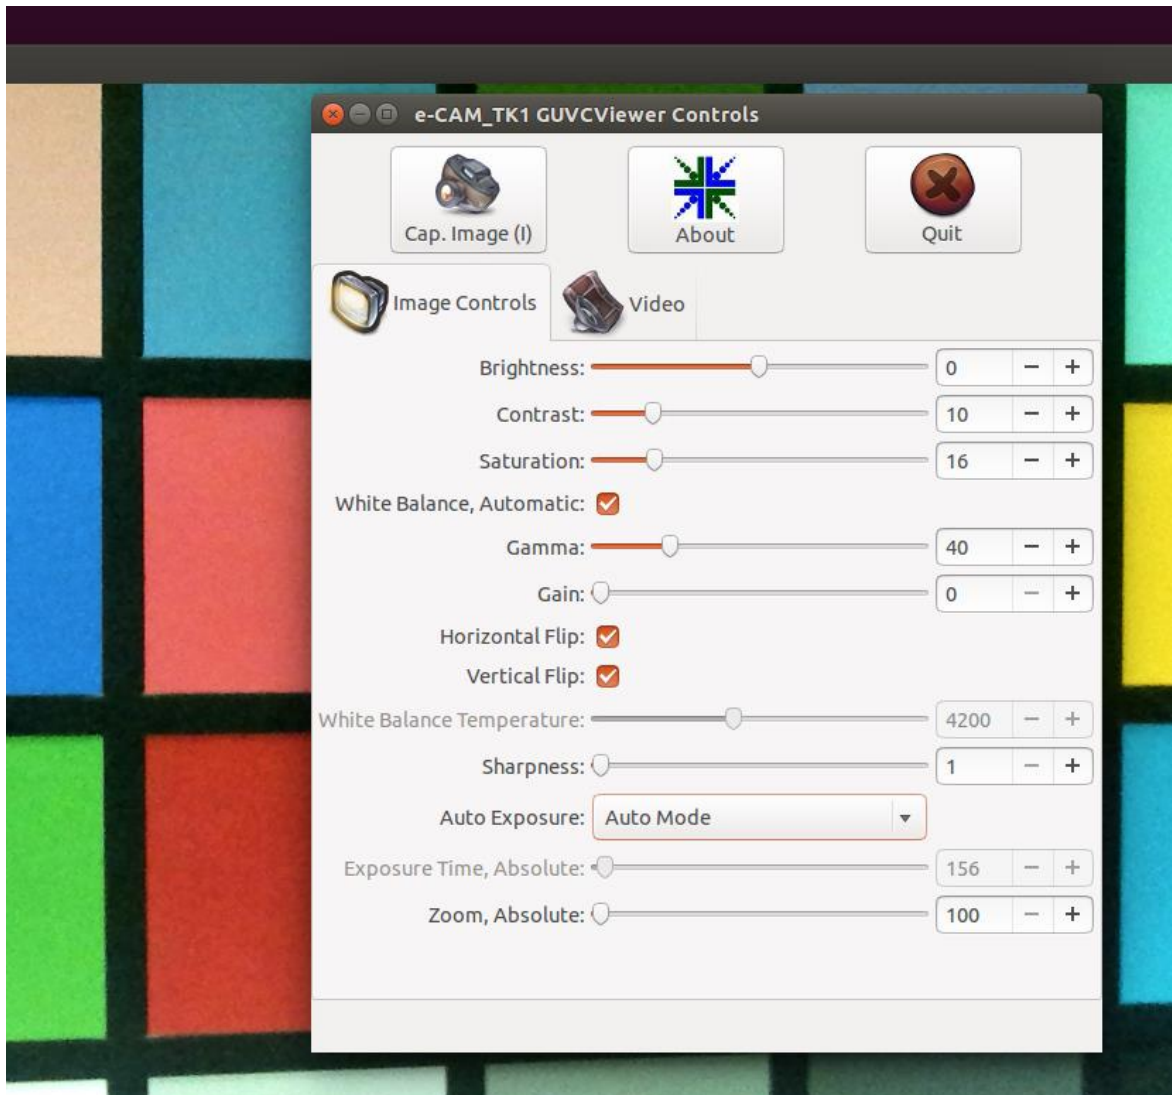 e-CAM_TK1 GUVCViewer Controls
Cap. Image (I) About Quit
Image Controls Video
Brightness: 0 − +
Contrast: 10 − +
Saturation: 16 − +
White Balance, Automatic:
Gamma: 40 − +
Gain: 0 − +
Horizontal Flip:
Vertical Flip:
White Balance Temperature: 4200 − +
Sharpness: 1 − +
Auto Exposure: Auto Mode
Exposure Time, Absolute: 156 − +
Zoom, Absolute: 100 − +